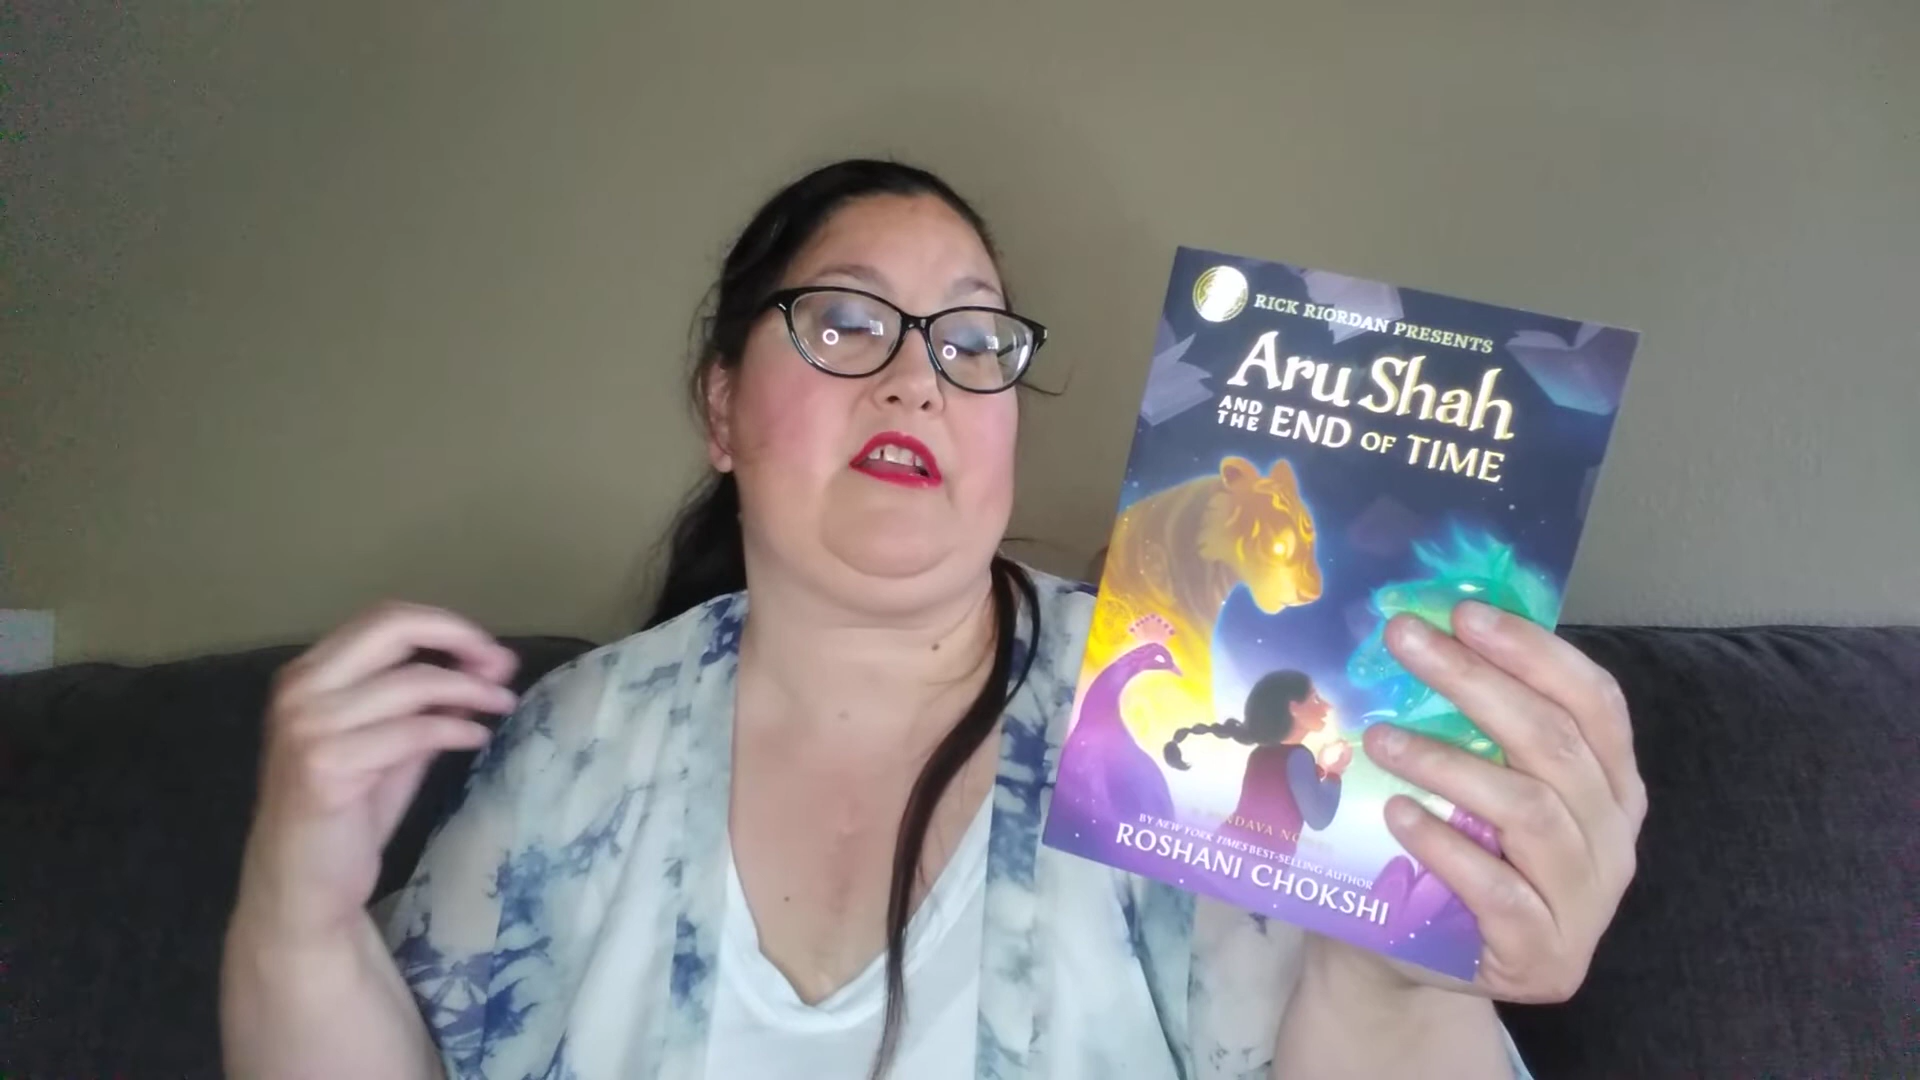 RICK RIORDAN PRESENTS
Aru Shah
AND THE END OF TIME
BY NEW YORK TIMES BEST-SELLING AUTHOR
ROSHANI CHOKSHI